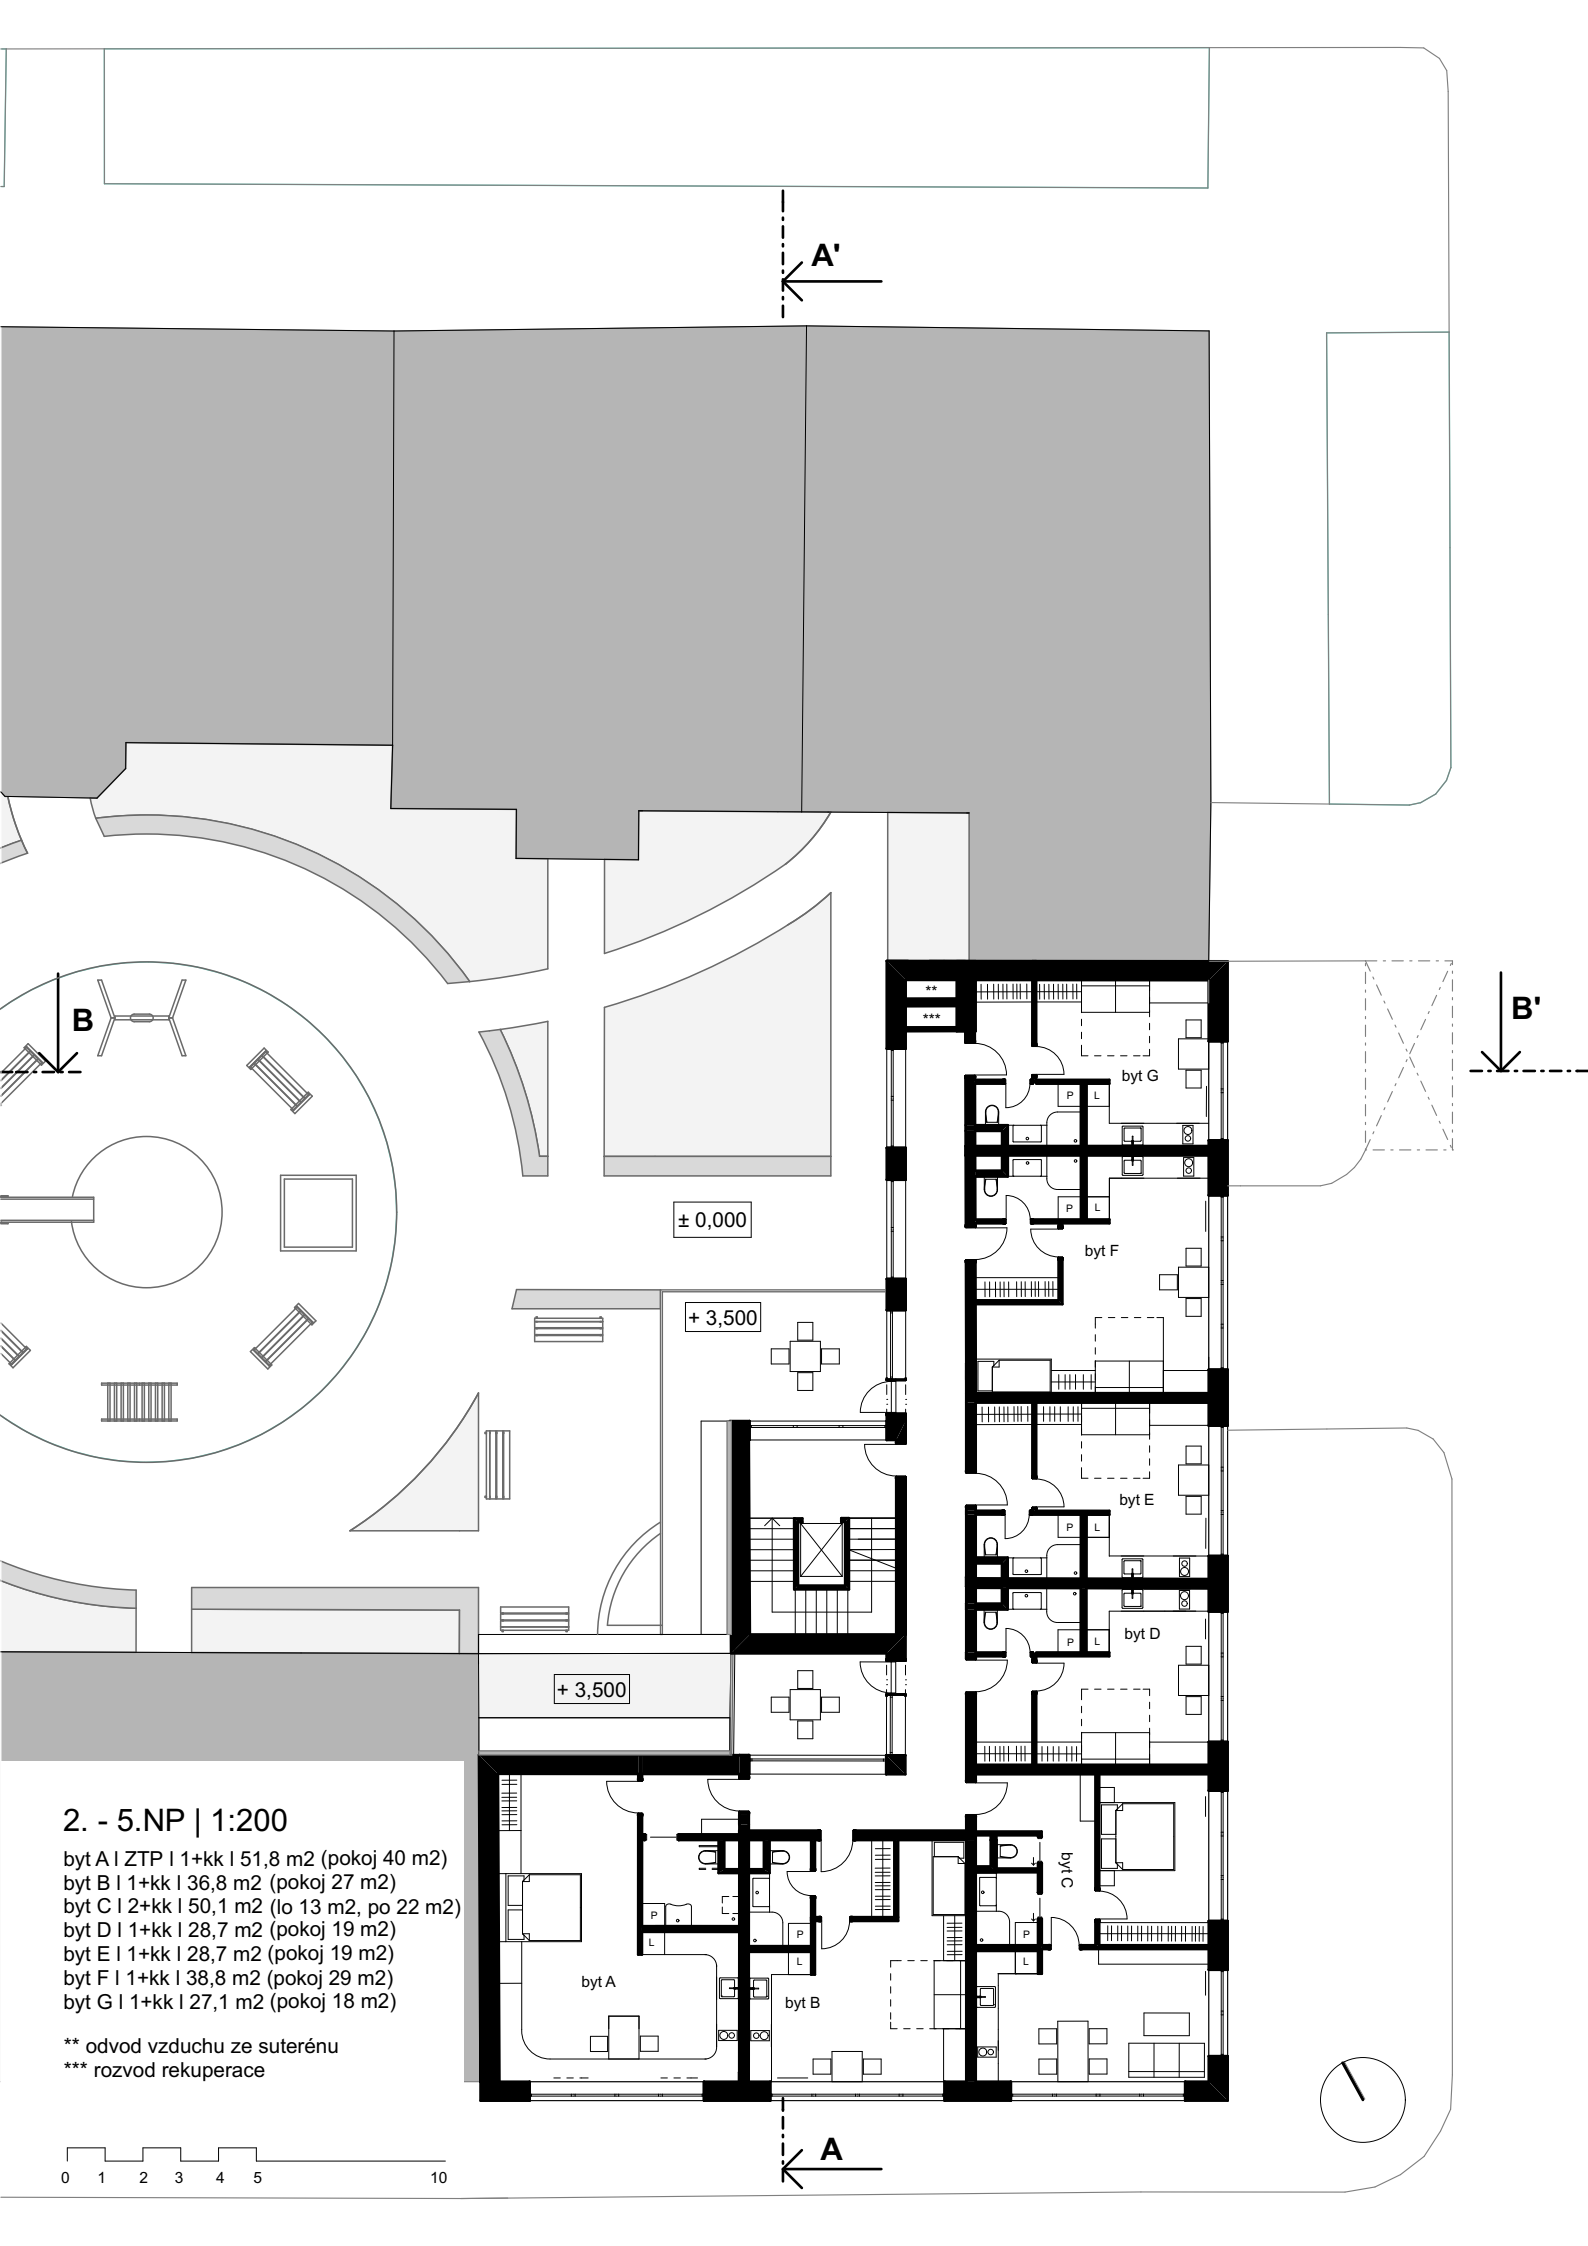 A'
B
B'
**
***
byt G
P
L
P
L
byt F
± 0,000
+ 3,500
byt E
P
L
P
L
byt D
+ 3,500
byt C
P
L
P
L
P
L
byt A
byt B
2. - 5.NP | 1:200
byt A I ZTP I 1+kk I 51,8 m2 (pokoj 40 m2)
byt B I 1+kk I 36,8 m2 (pokoj 27 m2)
byt C I 2+kk I 50,1 m2 (lo 13 m2, po 22 m2)
byt D I 1+kk I 28,7 m2 (pokoj 19 m2)
byt E I 1+kk I 28,7 m2 (pokoj 19 m2)
byt F I 1+kk I 38,8 m2 (pokoj 29 m2)
byt G I 1+kk I 27,1 m2 (pokoj 18 m2)
** odvod vzduchu ze suterénu
*** rozvod rekuperace
0 1 2 3 4 5 10
A